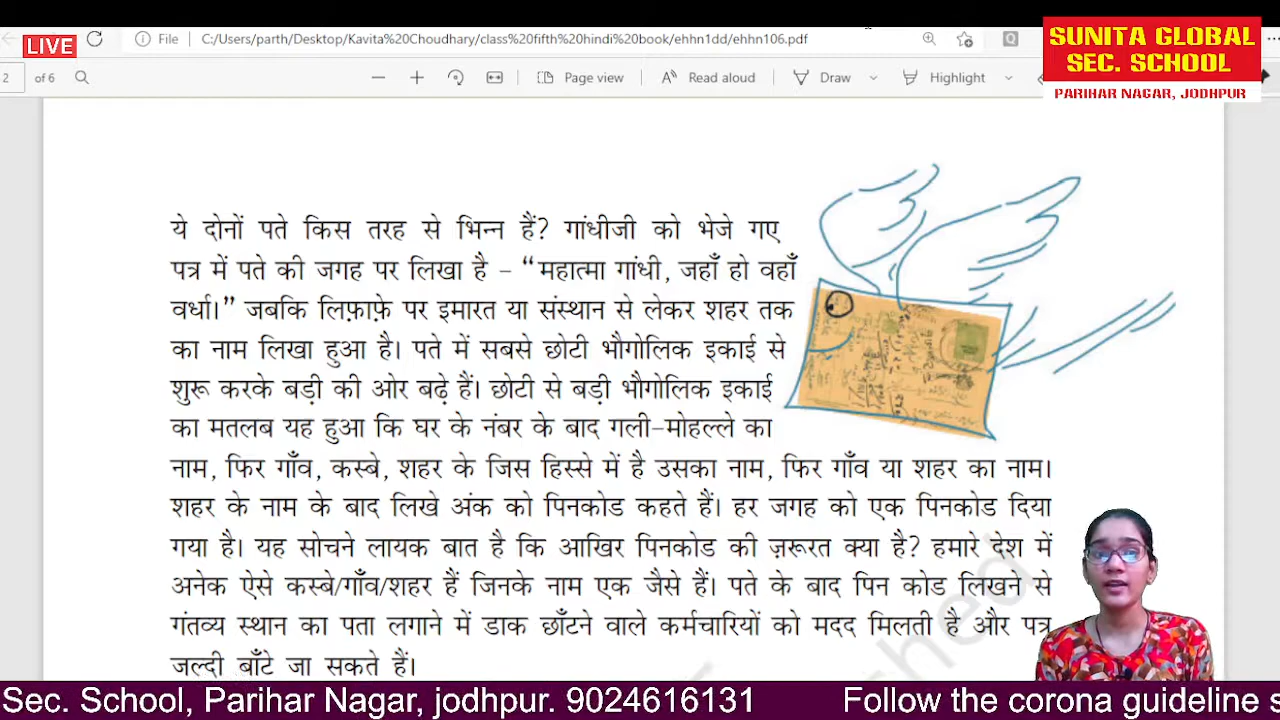 LIVE
File C:/Users/parth/Desktop/Kavita%20Choudhary/class%20fifth%20hindi%20book/ehhn1dd/ehhn106.pdf
SUNITA GLOBAL
SEC. SCHOOL
PARIHAR NAGAR, JODHPUR
2 of 6 Page view Read aloud Draw Highlight
ये दोनों पते किस तरह से भिन्न हैं? गांधीजी को भेजे गए
पत्र में पते की जगह पर लिखा है – “महात्मा गांधी, जहाँ हो वहाँ
वर्धा।” जबकि लिफ़ाफ़े पर इमारत या संस्थान से लेकर शहर तक
का नाम लिखा हुआ है। पते में सबसे छोटी भौगोलिक इकाई से
शुरू करके बड़ी की ओर बढ़े हैं। छोटी से बड़ी भौगोलिक इकाई
का मतलब यह हुआ कि घर के नंबर के बाद गली-मोहल्ले का
नाम, फिर गाँव, कस्बे, शहर के जिस हिस्से में है उसका नाम, फिर गाँव या शहर का नाम।
शहर के नाम के बाद लिखे अंक को पिनकोड कहते हैं। हर जगह को एक पिनकोड दिया
गया है। यह सोचने लायक बात है कि आखिर पिनकोड की ज़रूरत क्या है? हमारे देश में
अनेक ऐसे कस्बे/गाँव/शहर हैं जिनके नाम एक जैसे हैं। पते के बाद पिन कोड लिखने से
गंतव्य स्थान का पता लगाने में डाक छाँटने वाले कर्मचारियों को मदद मिलती है और पत्र
जल्दी बाँटे जा सकते हैं।
shed
Sec. School, Parihar Nagar, jodhpur. 9024616131 Follow the corona guideline s